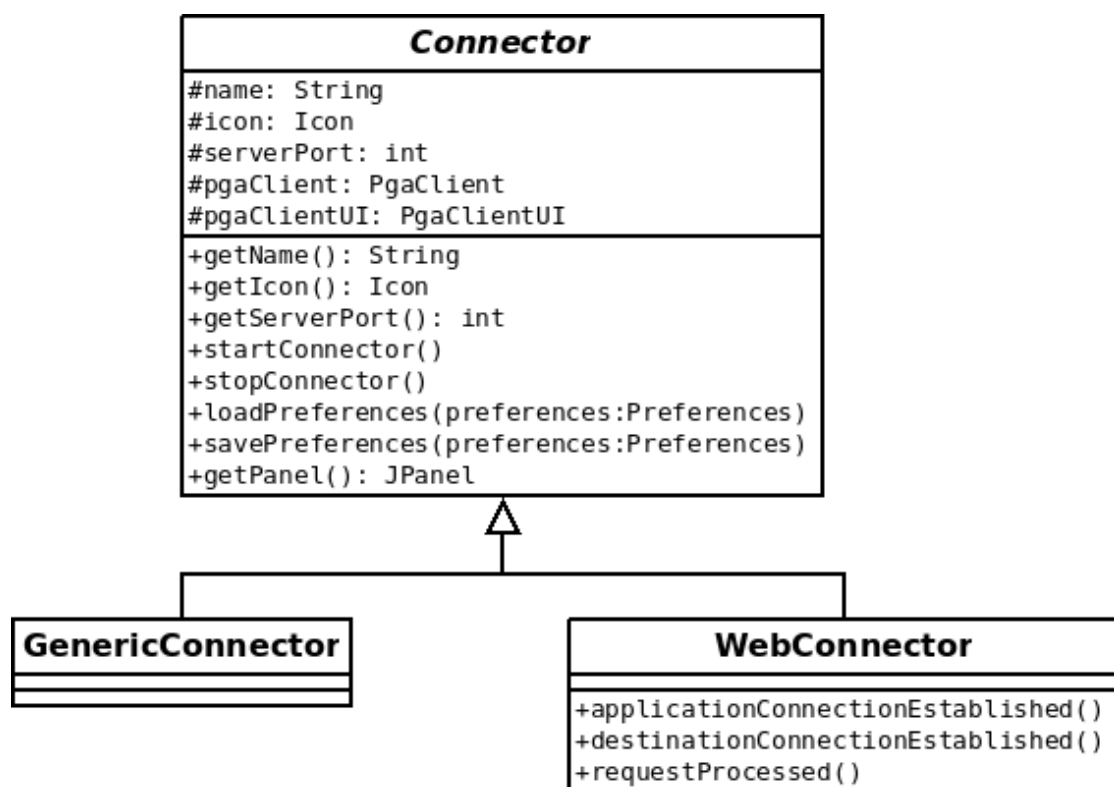 Connector
#name: String
#icon: Icon
#serverPort: int
#pgaClient: PgaClient
#pgaClientUI: PgaClientUI
+getName(): String
+getIcon(): Icon
+getServerPort(): int
+startConnector()
+stopConnector()
+loadPreferences(preferences:Preferences)
+savePreferences(preferences:Preferences)
+getPanel(): JPanel
GenericConnector
WebConnector
+applicationConnectionEstablished()
+destinationConnectionEstablished()
+requestProcessed()